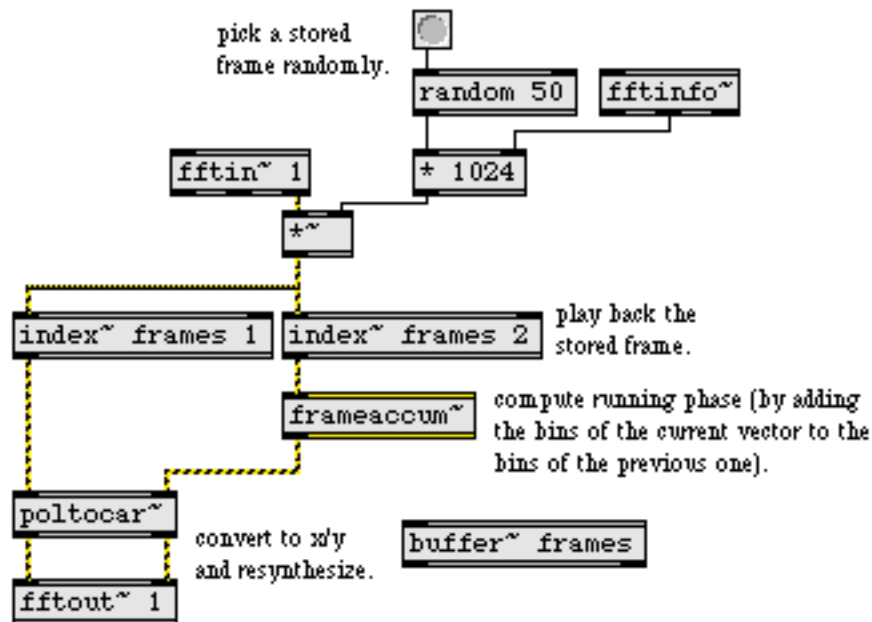 pick a stored
frame randomly.
random 50
fftinfo~
fftin~ 1
* 1024
*~
index~ frames 1
index~ frames 2
play back the
stored frame.
frameaccum~
compute running phase (by adding
the bins of the current vector to the
bins of the previous one).
poltocar~
convert to x/y
and resynthesize.
buffer~ frames
fftout~ 1